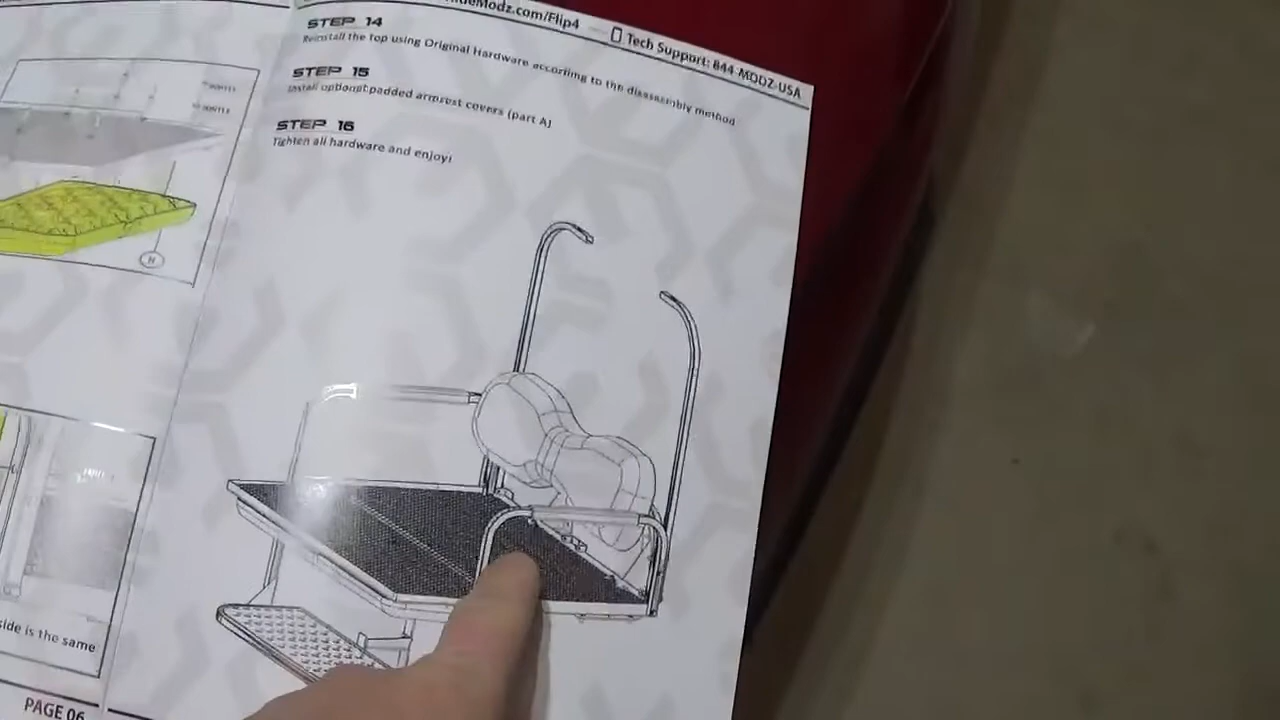 Modz.com/Flip4
Tech Support: 844-MODZ-USA
STEP 14
Reinstall the top using Original Hardware according to the disassembly method
STEP 15
Install optional padded armrest covers (part A)
STEP 16
Tighten all hardware and enjoy!
H
side is the same
PAGE 06